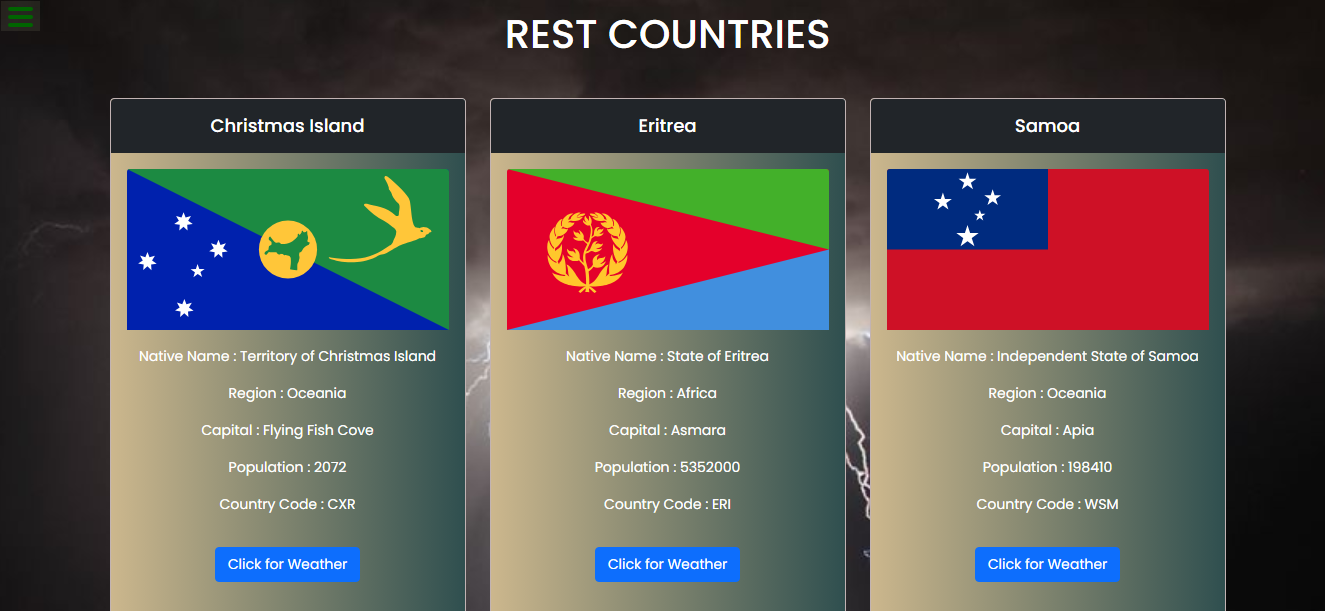 REST COUNTRIES
Christmas Island
Native Name : Territory of Christmas Island
Region : Oceania
Capital : Flying Fish Cove
Population : 2072
Country Code : CXR
Click for Weather
Eritrea
Native Name : State of Eritrea
Region : Africa
Capital : Asmara
Population : 5352000
Country Code : ERI
Click for Weather
Samoa
Native Name : Independent State of Samoa
Region : Oceania
Capital : Apia
Population : 198410
Country Code : WSM
Click for Weather